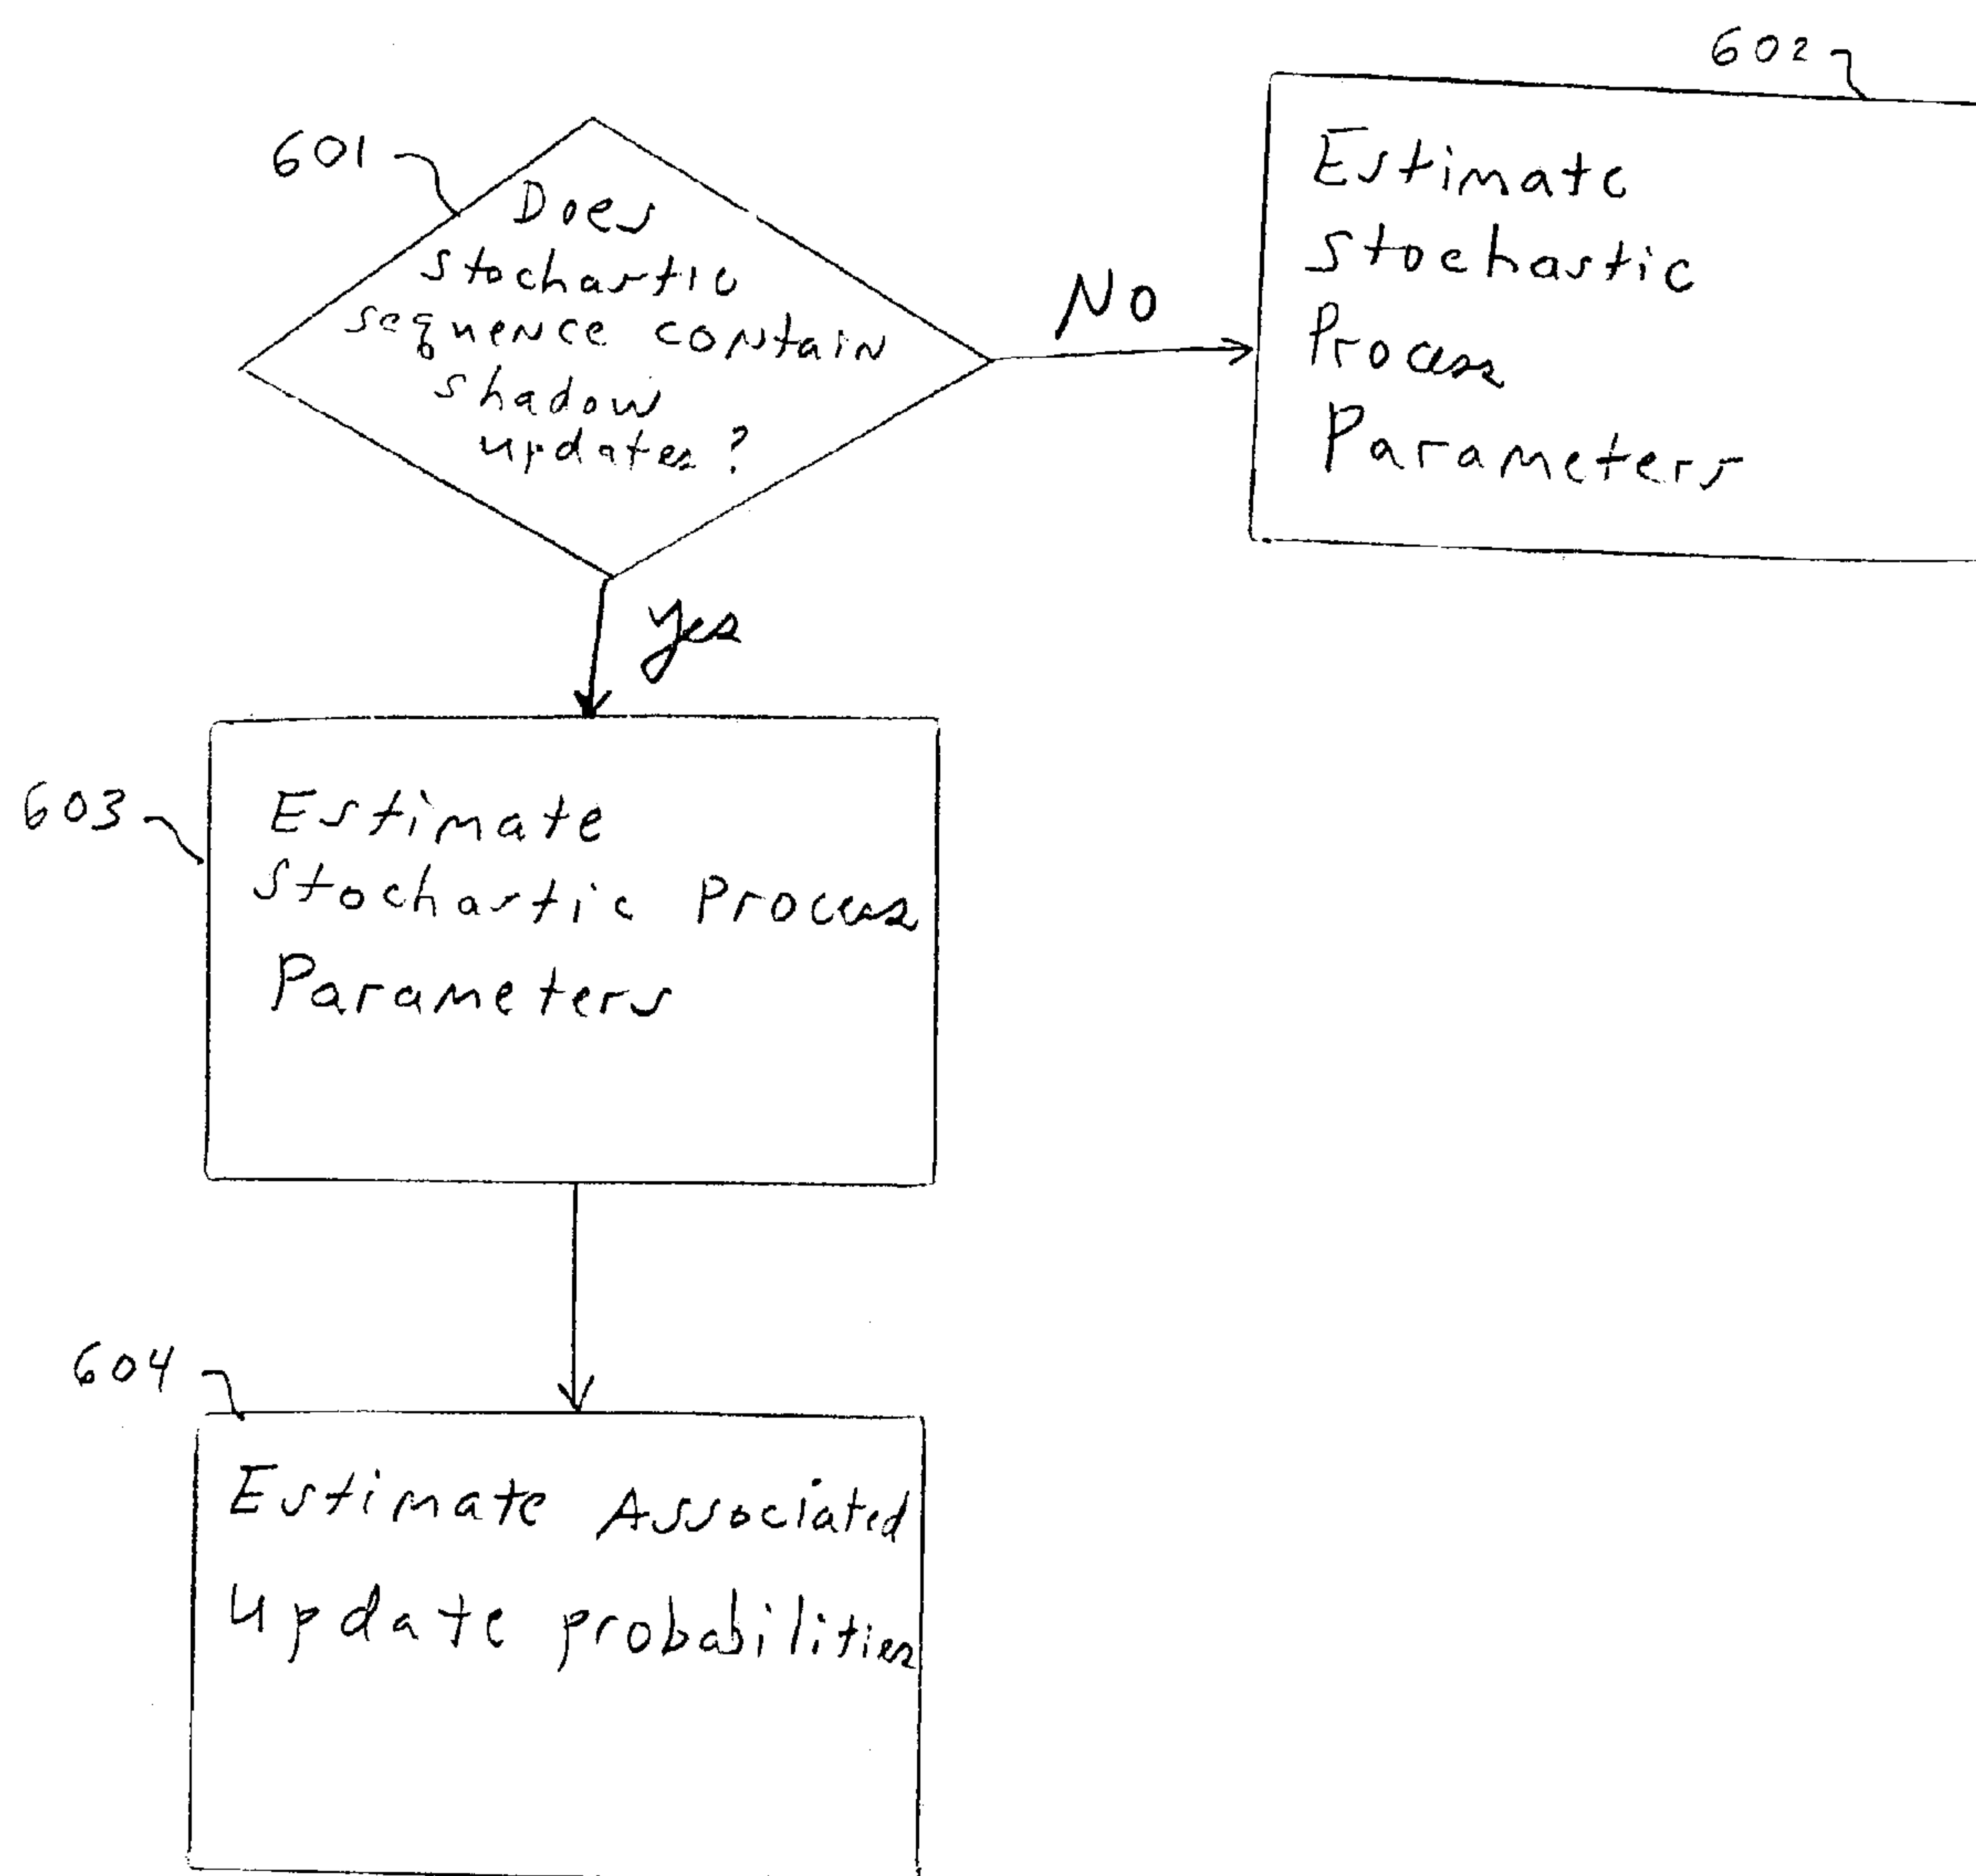 602
601
Does
stochastic
sequence contain
shadow
updates?
No
Estimate
Stochastic
Process
Parameters
Yes
603
Estimate
Stochastic Process
Parameters
604
Estimate Associated
Update probabilities